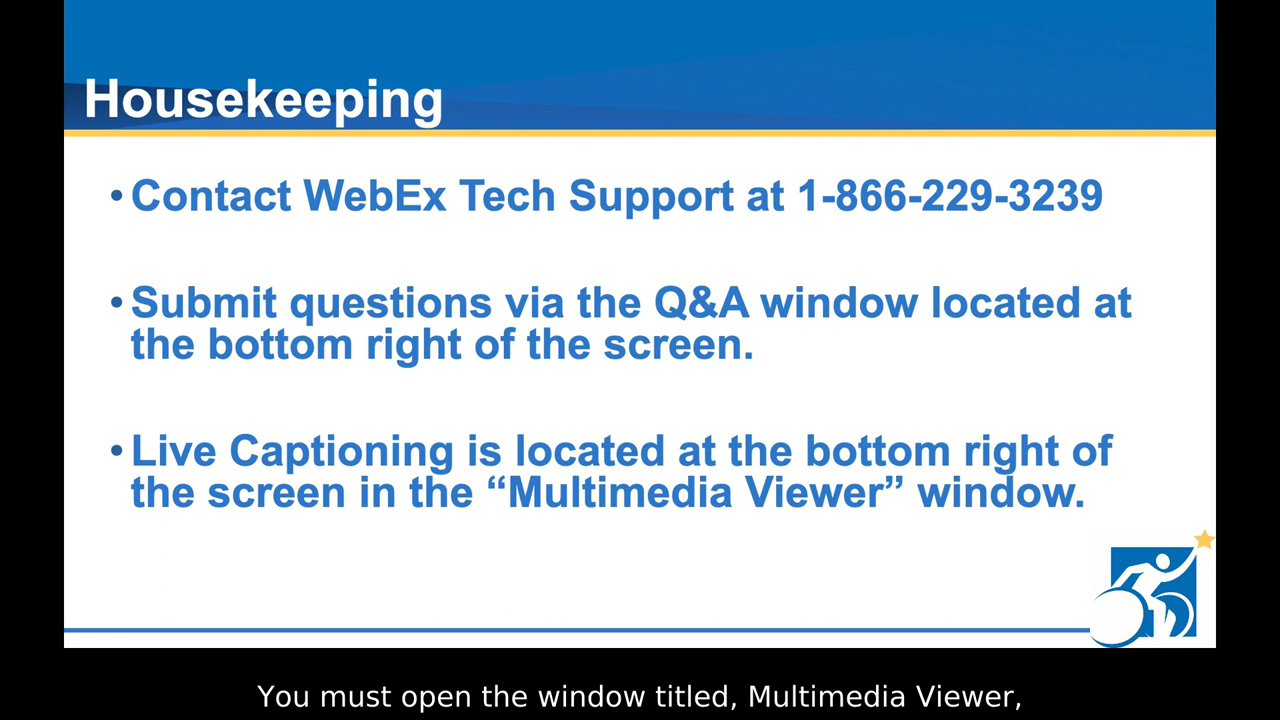 Housekeeping
• Contact WebEx Tech Support at 1-866-229-3239
• Submit questions via the Q&A window located at
the bottom right of the screen.
• Live Captioning is located at the bottom right of
the screen in the “Multimedia Viewer” window.
You must open the window titled, Multimedia Viewer,